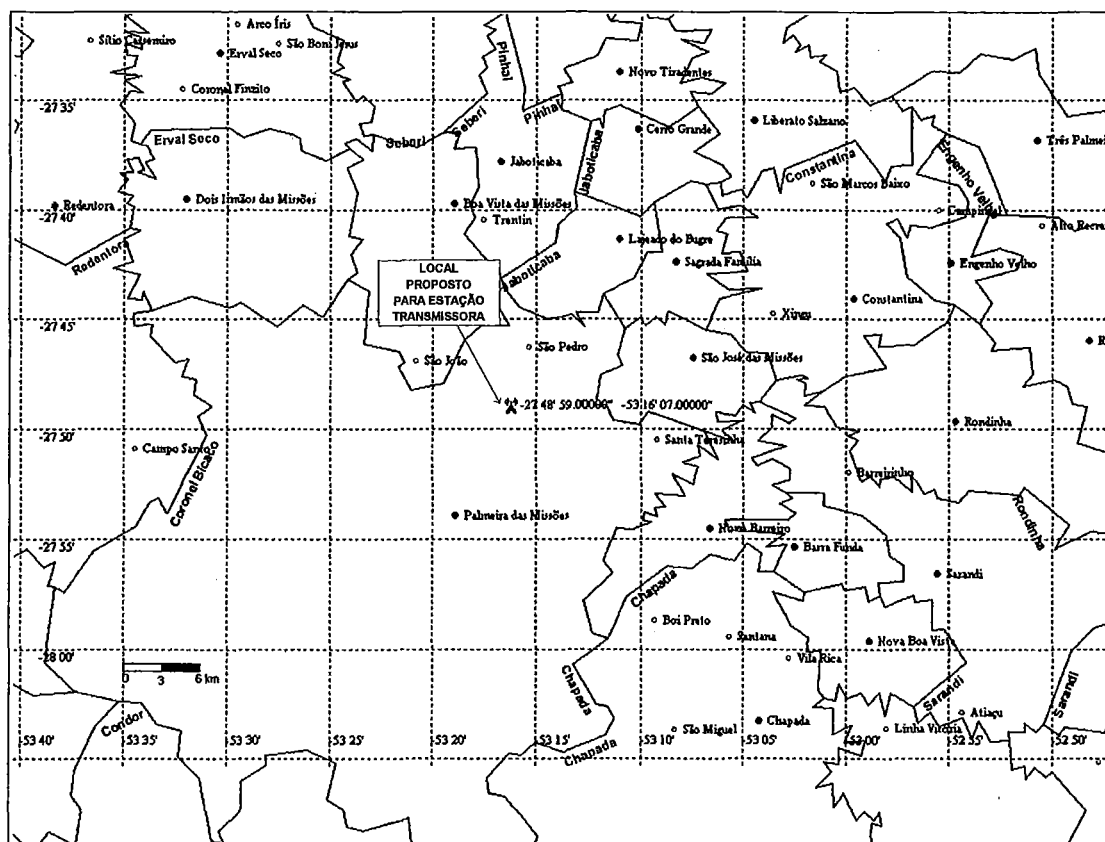 Arco Íris
Sítio Cassemiro
São Bom Jesus
Erval Seco
Coronel Finzito
Pinhal
Novo Tiradentes
-27 35'
Erval Seco
Seberi
Seberi
Pinhal
Jaboticaba
Cerro Grande
Liberato Salzano
Constantina
Engenho Velho
Três Palmei
Jaboticaba
São Marcos Baixo
Redentora
Dois Irmãos das Missões
Boa Vista das Missões
Trentin
Campinas
Alto Recre
-27 40'
Redentora
Lajeado do Bugre
Sagrada Família
Engenho Velho
LOCAL
PROPOSTO
PARA ESTAÇÃO
TRANSMISSORA
Jaboticaba
Constantina
Xingu
-27 45'
São João
São Pedro
São José das Missões
R
-27 48' 59.00000" -53 16' 07.00000"
Rondinha
-27 50'
Campo Santo
Coronel Bicaco
Santa Terezinha
Barreirinho
Rondinha
Palmeira das Missões
Novo Barreiro
Barra Funda
-27 55'
Sarandi
Chapada
Boi Preto
Santana
Nova Boa Vista
-28 00'
Vila Rica
0 3 6 km
Chapada
Sarandi
Sarandi
Condor
São Miguel
Chapada
Linha Vitória
Atiaçu
Chapada
-53 40' -53 35' -53 30' -53 25' -53 20' -53 15' -53 10' -53 05' -53 00' -52 55' -52 50'